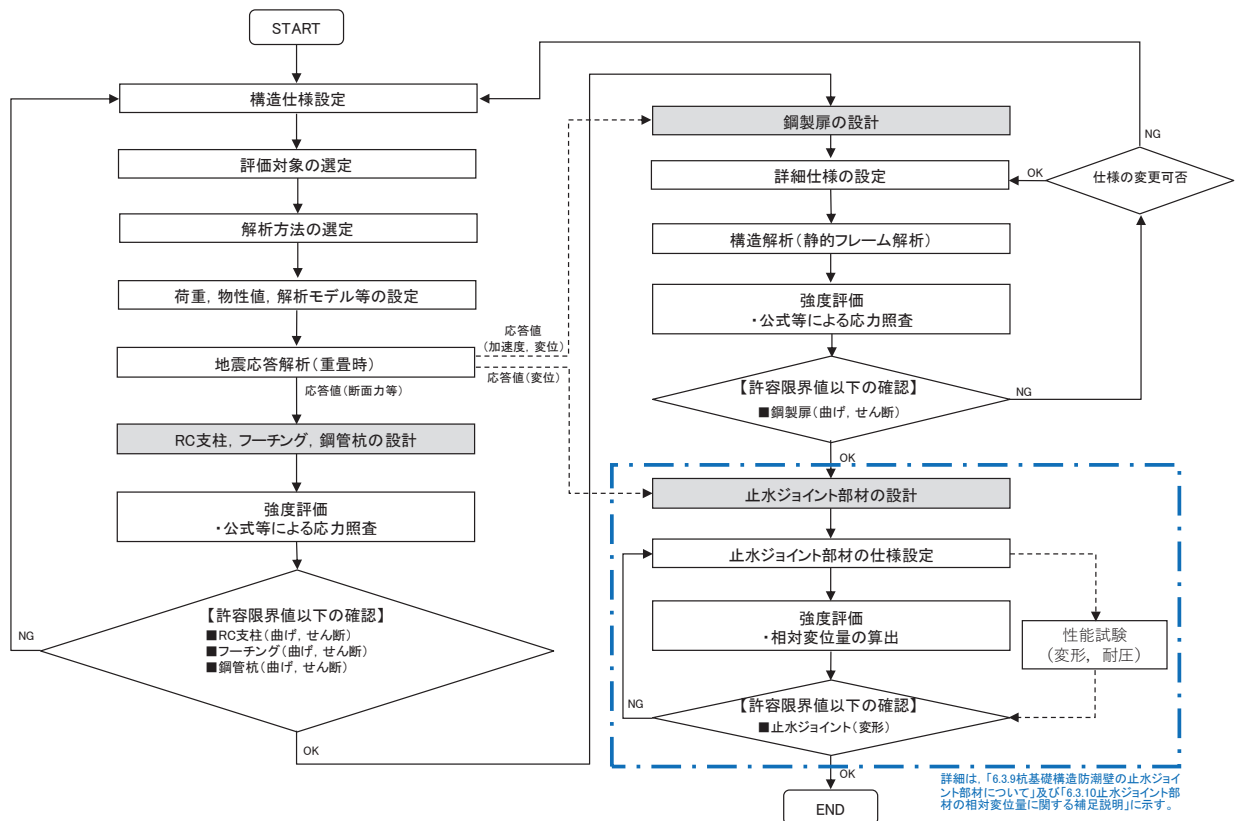 START
構造仕様設定
評価対象の選定
解析方法の選定
荷重，物性値，解析モデル等の設定
地震応答解析（重畳時）
応答値
（加速度，変位）
応答値（変位）
応答値（断面力等）
RC支柱，フーチング，鋼管杭の設計
強度評価
・公式等による応力照査
【許容限界値以下の確認】
■RC支柱（曲げ，せん断）
■フーチング（曲げ，せん断）
■鋼管杭（曲げ，せん断）
NG
OK
鋼製扉の設計
詳細仕様の設定
OK
仕様の変更可否
NG
構造解析（静的フレーム解析）
強度評価
・公式等による応力照査
【許容限界値以下の確認】
■鋼製扉（曲げ，せん断）
NG
OK
止水ジョイント部材の設計
止水ジョイント部材の仕様設定
強度評価
・相対変位量の算出
性能試験
（変形，耐圧）
【許容限界値以下の確認】
■止水ジョイント（変形）
NG
OK
END
詳細は，「6.3.9杭基礎構造防潮壁の止水ジョイ
ント部材について」及び「6.3.10止水ジョイント部
材の相対変位量に関する補足説明」に示す。